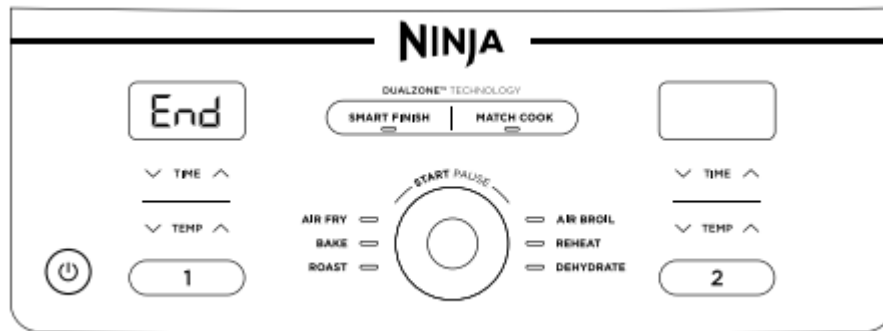 NINJA
DUALZONE™ TECHNOLOGY
End
SMART FINISH MATCH COOK
TIME
TEMP
1
START PAUSE
AIR FRY
BAKE
ROAST
AIR BROIL
REHEAT
DEHYDRATE
TIME
TEMP
2